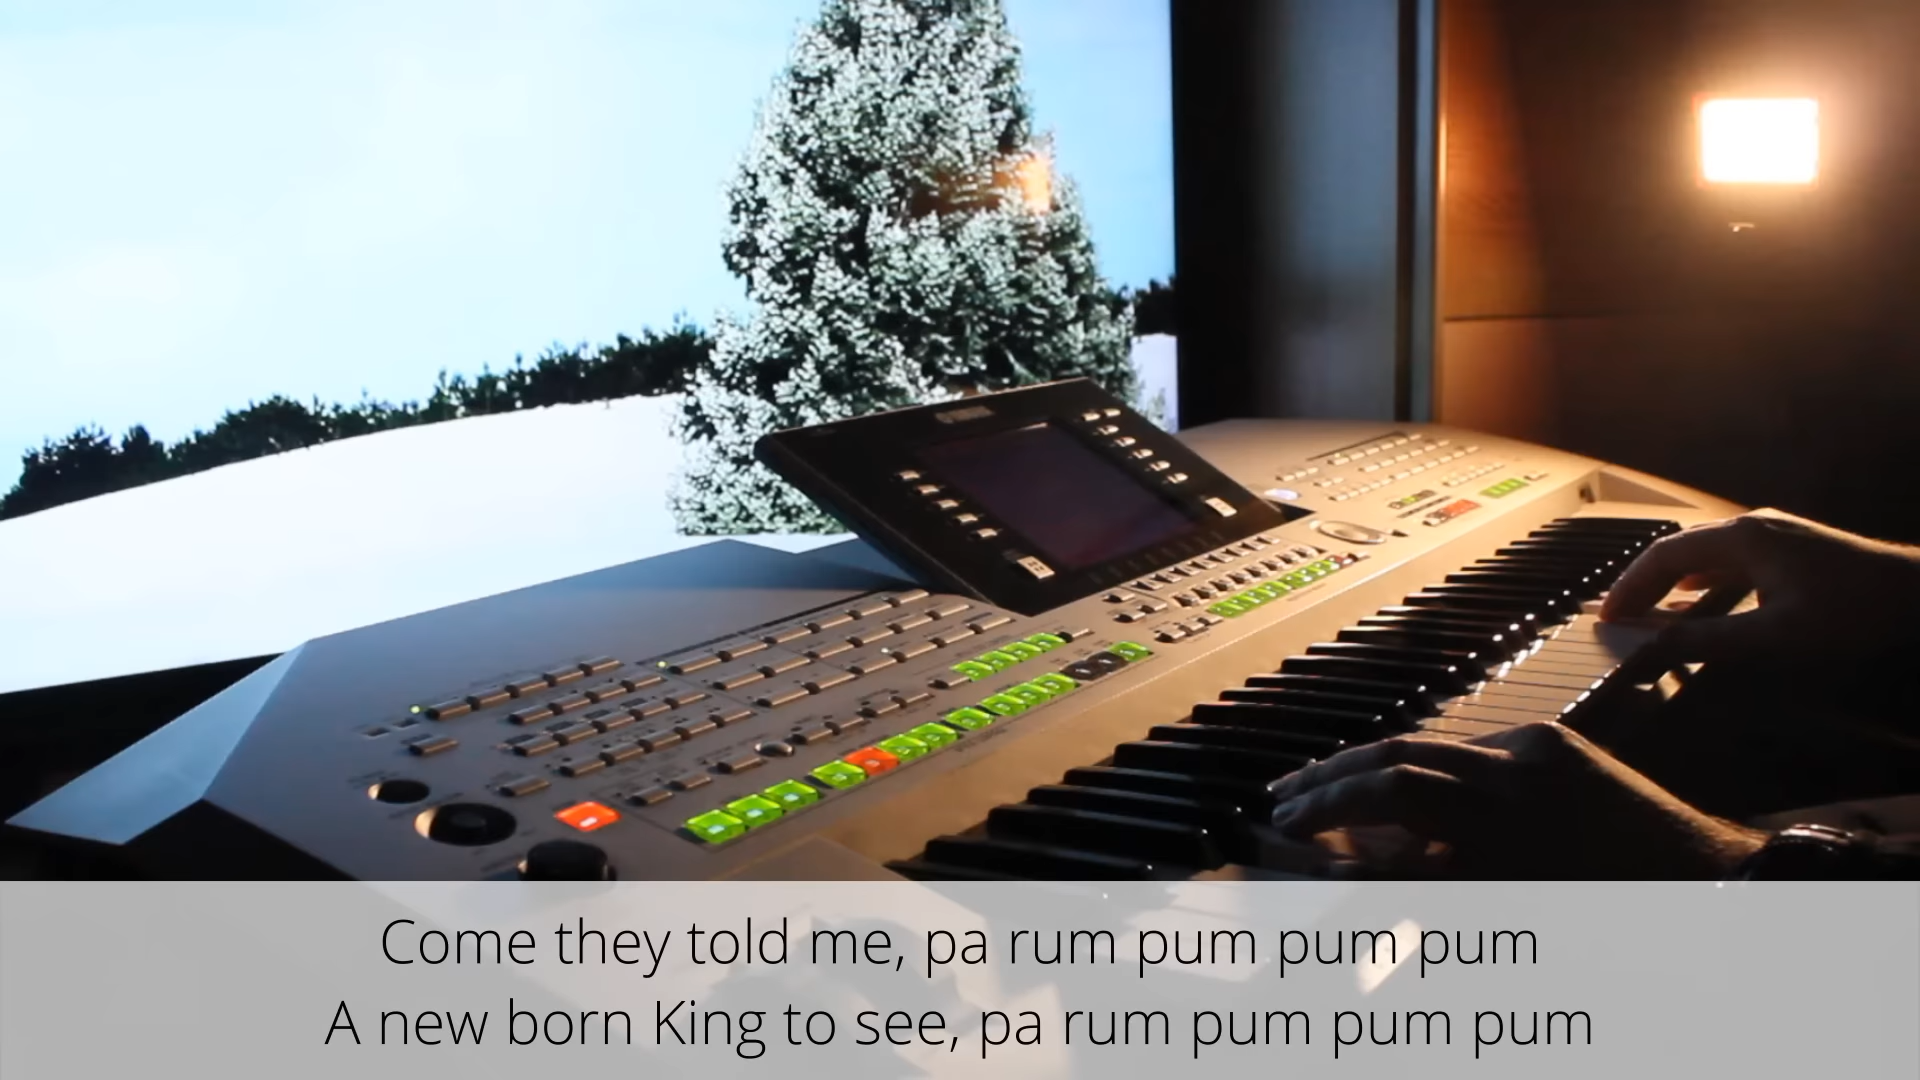 Come they told me, pa rum pum pum pum
A new born King to see, pa rum pum pum pum